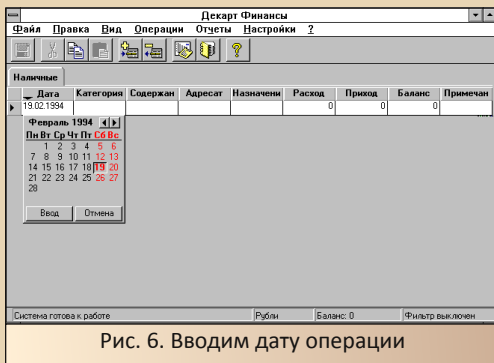 Декарт Финансы
Файл Правка Вид Операции Отчеты Настройки ?
Наличные
Дата Категория Содержан Адресат Назначени Расход Приход Баланс Примечан
19.02.1994 0 0 0
Февраль 1994
Пн Вт Ср Чт Пт Сб Вс
1 2 3 4 5 6
7 8 9 10 11 12 13
14 15 16 17 18 19 20
21 22 23 24 25 26 27
28
Ввод Отмена
Система готова к работе Рубли Баланс: 0 Фильтр выключен
Рис. 6. Вводим дату операции